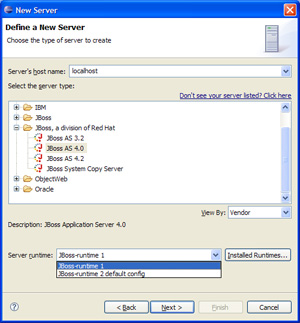 New Server
Define a New Server
Choose the type of server to create
Server's host name: localhost
Select the server type:
Don't see your server listed? Click here
IBM
JBoss
JBoss, a division of Red Hat
JBoss AS 3.2
JBoss AS 4.0
JBoss AS 4.2
JBoss System Copy Server
ObjectWeb
Oracle
View By: Vendor
Description: JBoss Application Server 4.0
Server runtime: JBoss-runtime 1 Installed Runtimes...
JBoss-runtime 1
JBoss-runtime 2 default config
? < Back Next > Finish Cancel